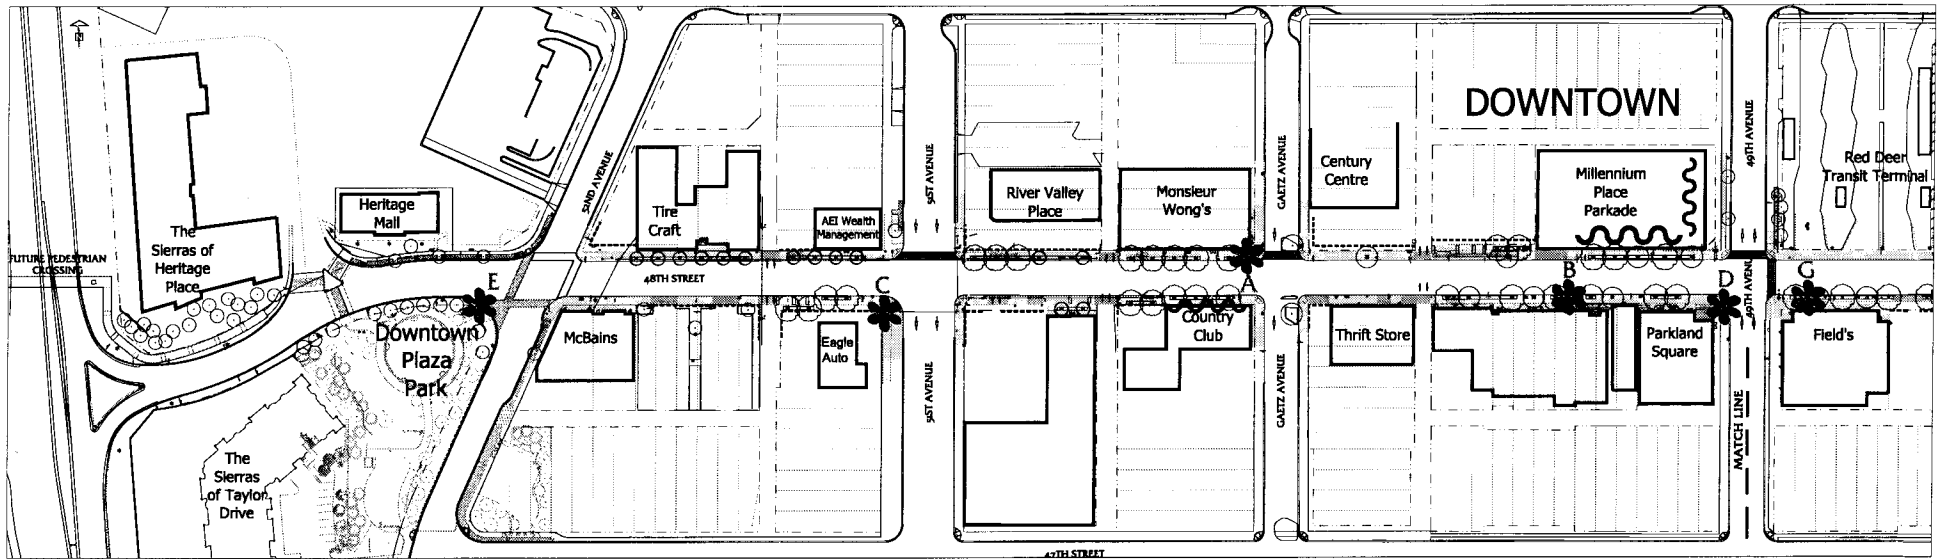 N
DOWNTOWN
52ND AVENUE
51ST AVENUE
GAETZ AVENUE
49TH AVENUE
Red Deer
Transit Terminal
Century
Centre
Millennium
Place
Parkade
River Valley
Place
Monsieur
Wong's
Heritage
Mall
Tire
Craft
AEI Wealth
Management
The
Sierras of
Heritage
Place
FUTURE PEDESTRIAN
CROSSING
48TH STREET
E
C
A
B
D
49TH AVENUE
G
Downtown
Plaza
Park
McBains
Eagle
Auto
Country
Club
Thrift Store
Parkland
Square
Field's
51ST AVENUE
GAETZ AVENUE
MATCH LINE
The
Sierras
of Taylor
Drive
47TH STREET